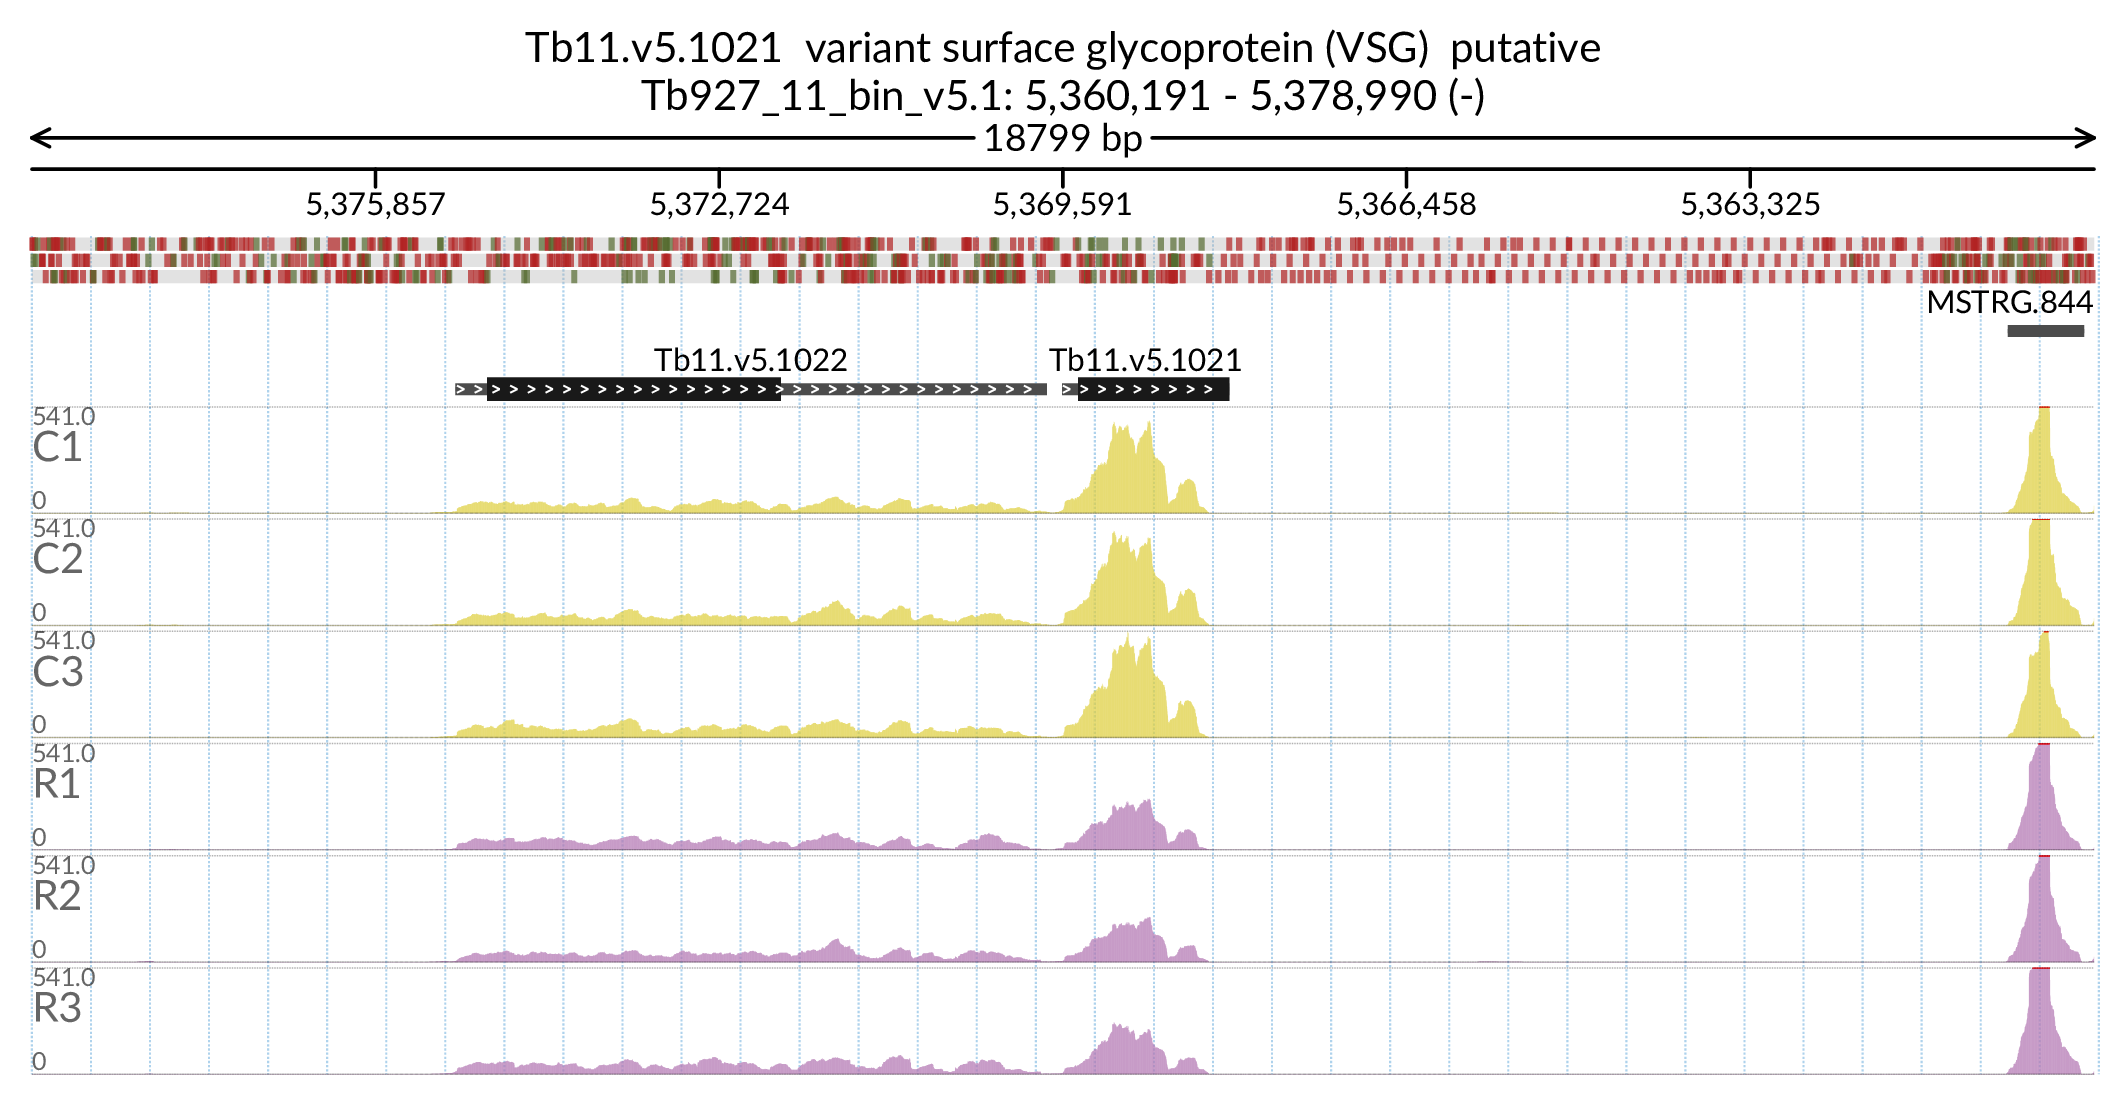 Tb11.v5.1021 variant surface glycoprotein (VSG) putative
Tb927_11_bin_v5.1: 5,360,191 - 5,378,990 (-)
18799 bp
5,375,857 5,372,724 5,369,591 5,366,458 5,363,325
MSTRG.844
Tb11.v5.1022 Tb11.v5.1021
541.0
C1
0
541.0
C2
0
541.0
C3
0
541.0
R1
0
541.0
R2
0
541.0
R3
0